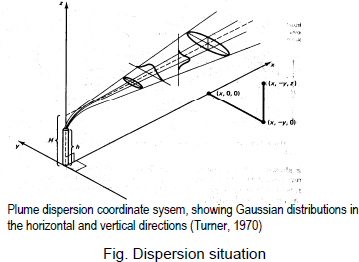 z
x
(x, -y, z)
(x, 0, 0)
(x, -y, 0)
H
h
y
Plume dispersion coordinate sysem, showing Gaussian distributions in
the horizontal and vertical directions (Turner, 1970)
Fig. Dispersion situation